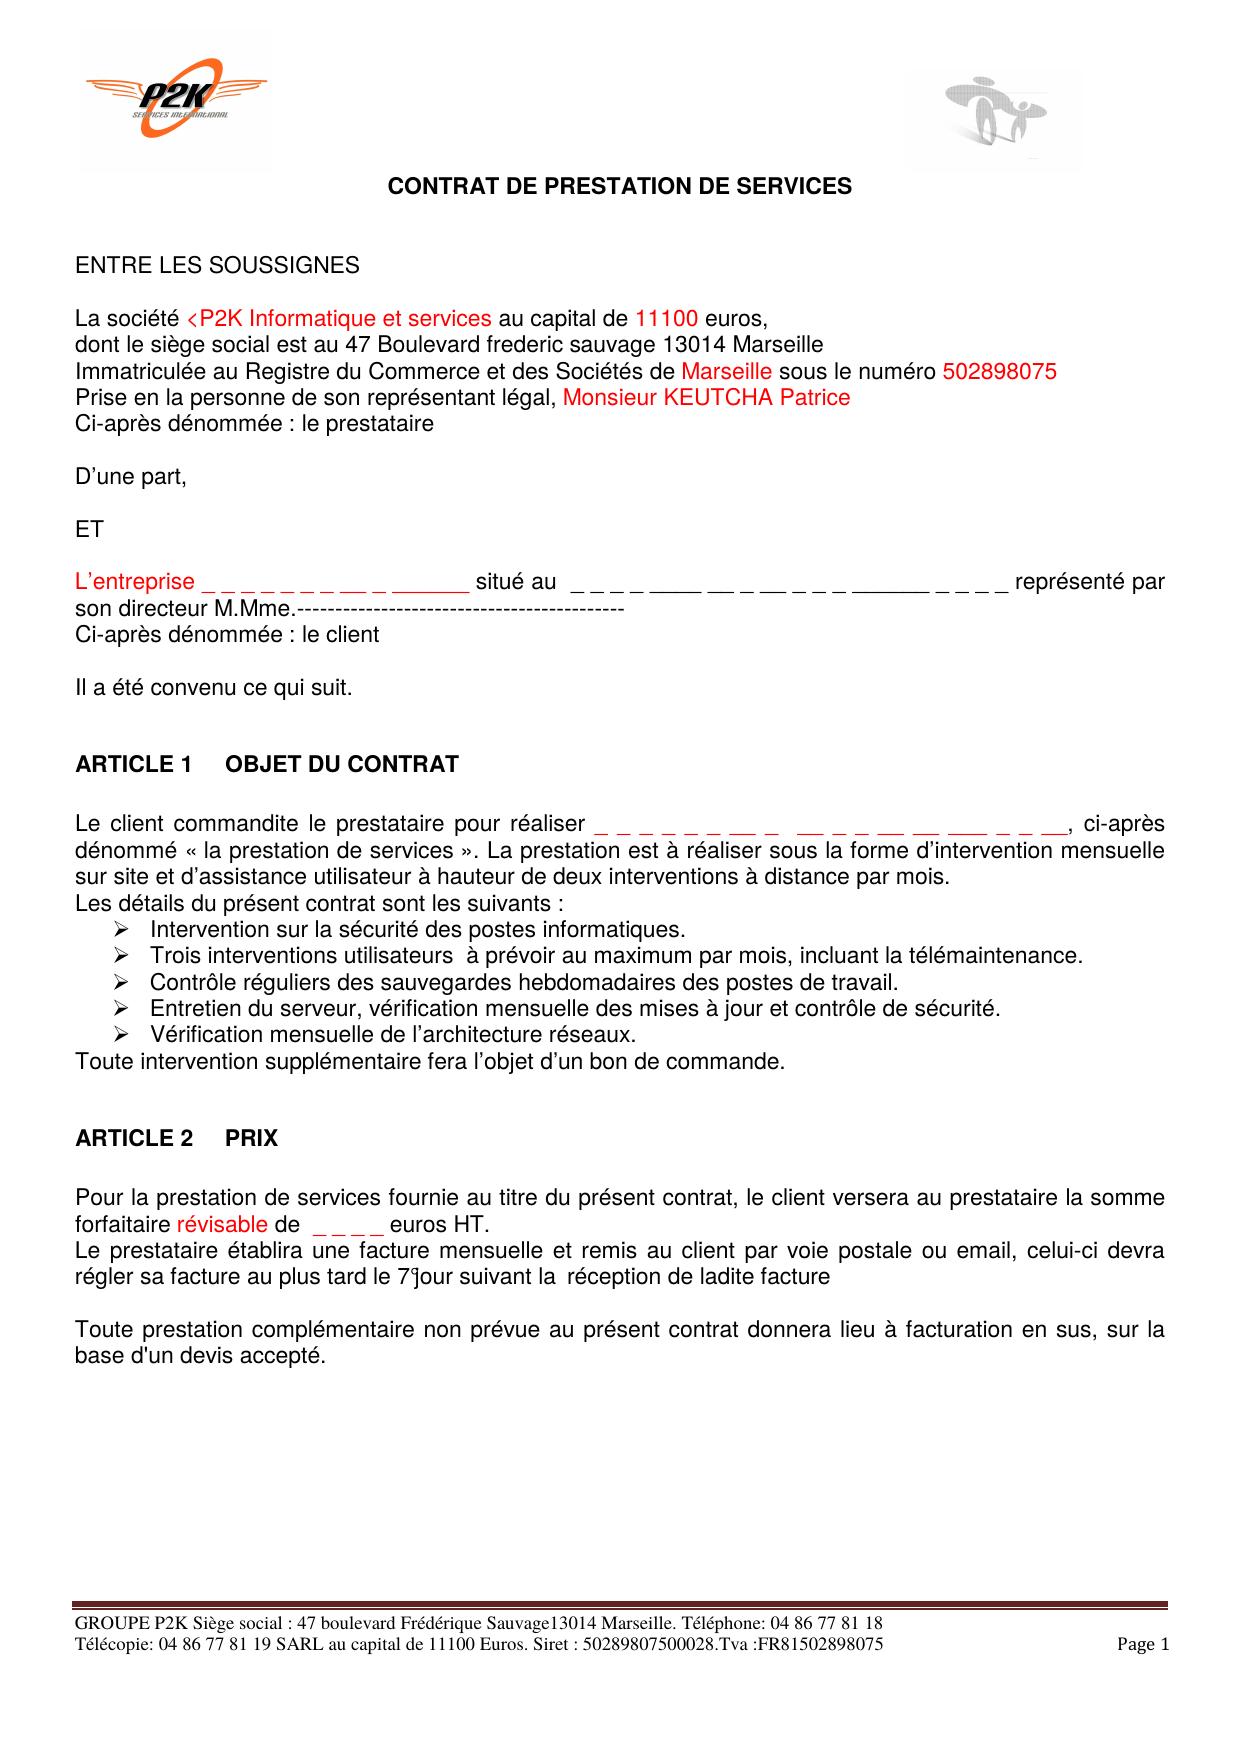 P2K
SERVICES INTERNATIONAL
CONTRAT DE PRESTATION DE SERVICES
ENTRE LES SOUSSIGNES
La société <P2K Informatique et services au capital de 11100 euros,
dont le siège social est au 47 Boulevard frederic sauvage 13014 Marseille
Immatriculée au Registre du Commerce et des Sociétés de Marseille sous le numéro 502898075
Prise en la personne de son représentant légal, Monsieur KEUTCHA Patrice
Ci-après dénommée : le prestataire
D’une part,
ET
L’entreprise _ _ _ _ _ _ _ __ _ ______ situé au _ _ _ _ ____ __ _ __ _ _ _ ______ _ _ _ _ représenté par
son directeur M.Mme.-------------------------------------------
Ci-après dénommée : le client
Il a été convenu ce qui suit.
ARTICLE 1 OBJET DU CONTRAT
Le client commandite le prestataire pour réaliser _ _ _ _ _ _ __ _ __ _ _ __ __ ___ _ _ __, ci-après
dénommé « la prestation de services ». La prestation est à réaliser sous la forme d’intervention mensuelle
sur site et d’assistance utilisateur à hauteur de deux interventions à distance par mois.
Les détails du présent contrat sont les suivants :
➢ Intervention sur la sécurité des postes informatiques.
➢ Trois interventions utilisateurs à prévoir au maximum par mois, incluant la télémaintenance.
➢ Contrôle réguliers des sauvegardes hebdomadaires des postes de travail.
➢ Entretien du serveur, vérification mensuelle des mises à jour et contrôle de sécurité.
➢ Vérification mensuelle de l’architecture réseaux.
Toute intervention supplémentaire fera l’objet d’un bon de commande.
ARTICLE 2 PRIX
Pour la prestation de services fournie au titre du présent contrat, le client versera au prestataire la somme
forfaitaire révisable de _ _ _ _ euros HT.
Le prestataire établira une facture mensuelle et remis au client par voie postale ou email, celui-ci devra
régler sa facture au plus tard le 7°jour suivant la réception de ladite facture
Toute prestation complémentaire non prévue au présent contrat donnera lieu à facturation en sus, sur la
base d'un devis accepté.
GROUPE P2K Siège social : 47 boulevard Frédérique Sauvage13014 Marseille. Téléphone: 04 86 77 81 18
Télécopie: 04 86 77 81 19 SARL au capital de 11100 Euros. Siret : 50289807500028.Tva :FR81502898075 Page 1